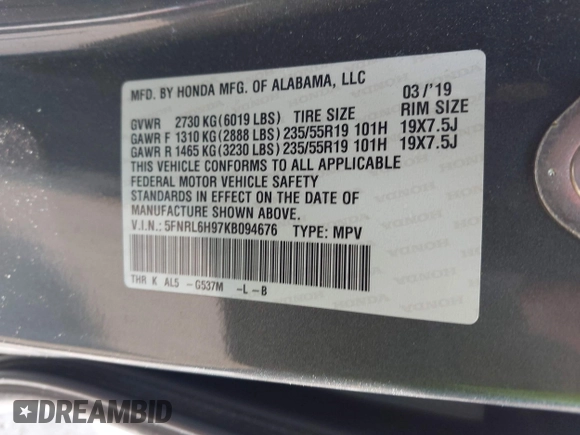 MFD. BY HONDA MFG. OF ALABAMA, LLC 03 /'19
GVWR 2730 KG (6019 LBS) TIRE SIZE RIM SIZE
GAWR F 1310 KG (2888 LBS) 235/55R19 101H 19X7.5J
GAWR R 1465 KG (3230 LBS) 235/55R19 101H 19X7.5J
THIS VEHICLE CONFORMS TO ALL APPLICABLE
FEDERAL MOTOR VEHICLE SAFETY
STANDARDS IN EFFECT ON THE DATE OF
MANUFACTURE SHOWN ABOVE.
V.I.N.: 5FNRL6H97KB094676 TYPE: MPV
THR K AL5 -G537M -L-B
HONDA HONDA HONDA
DREAMBID